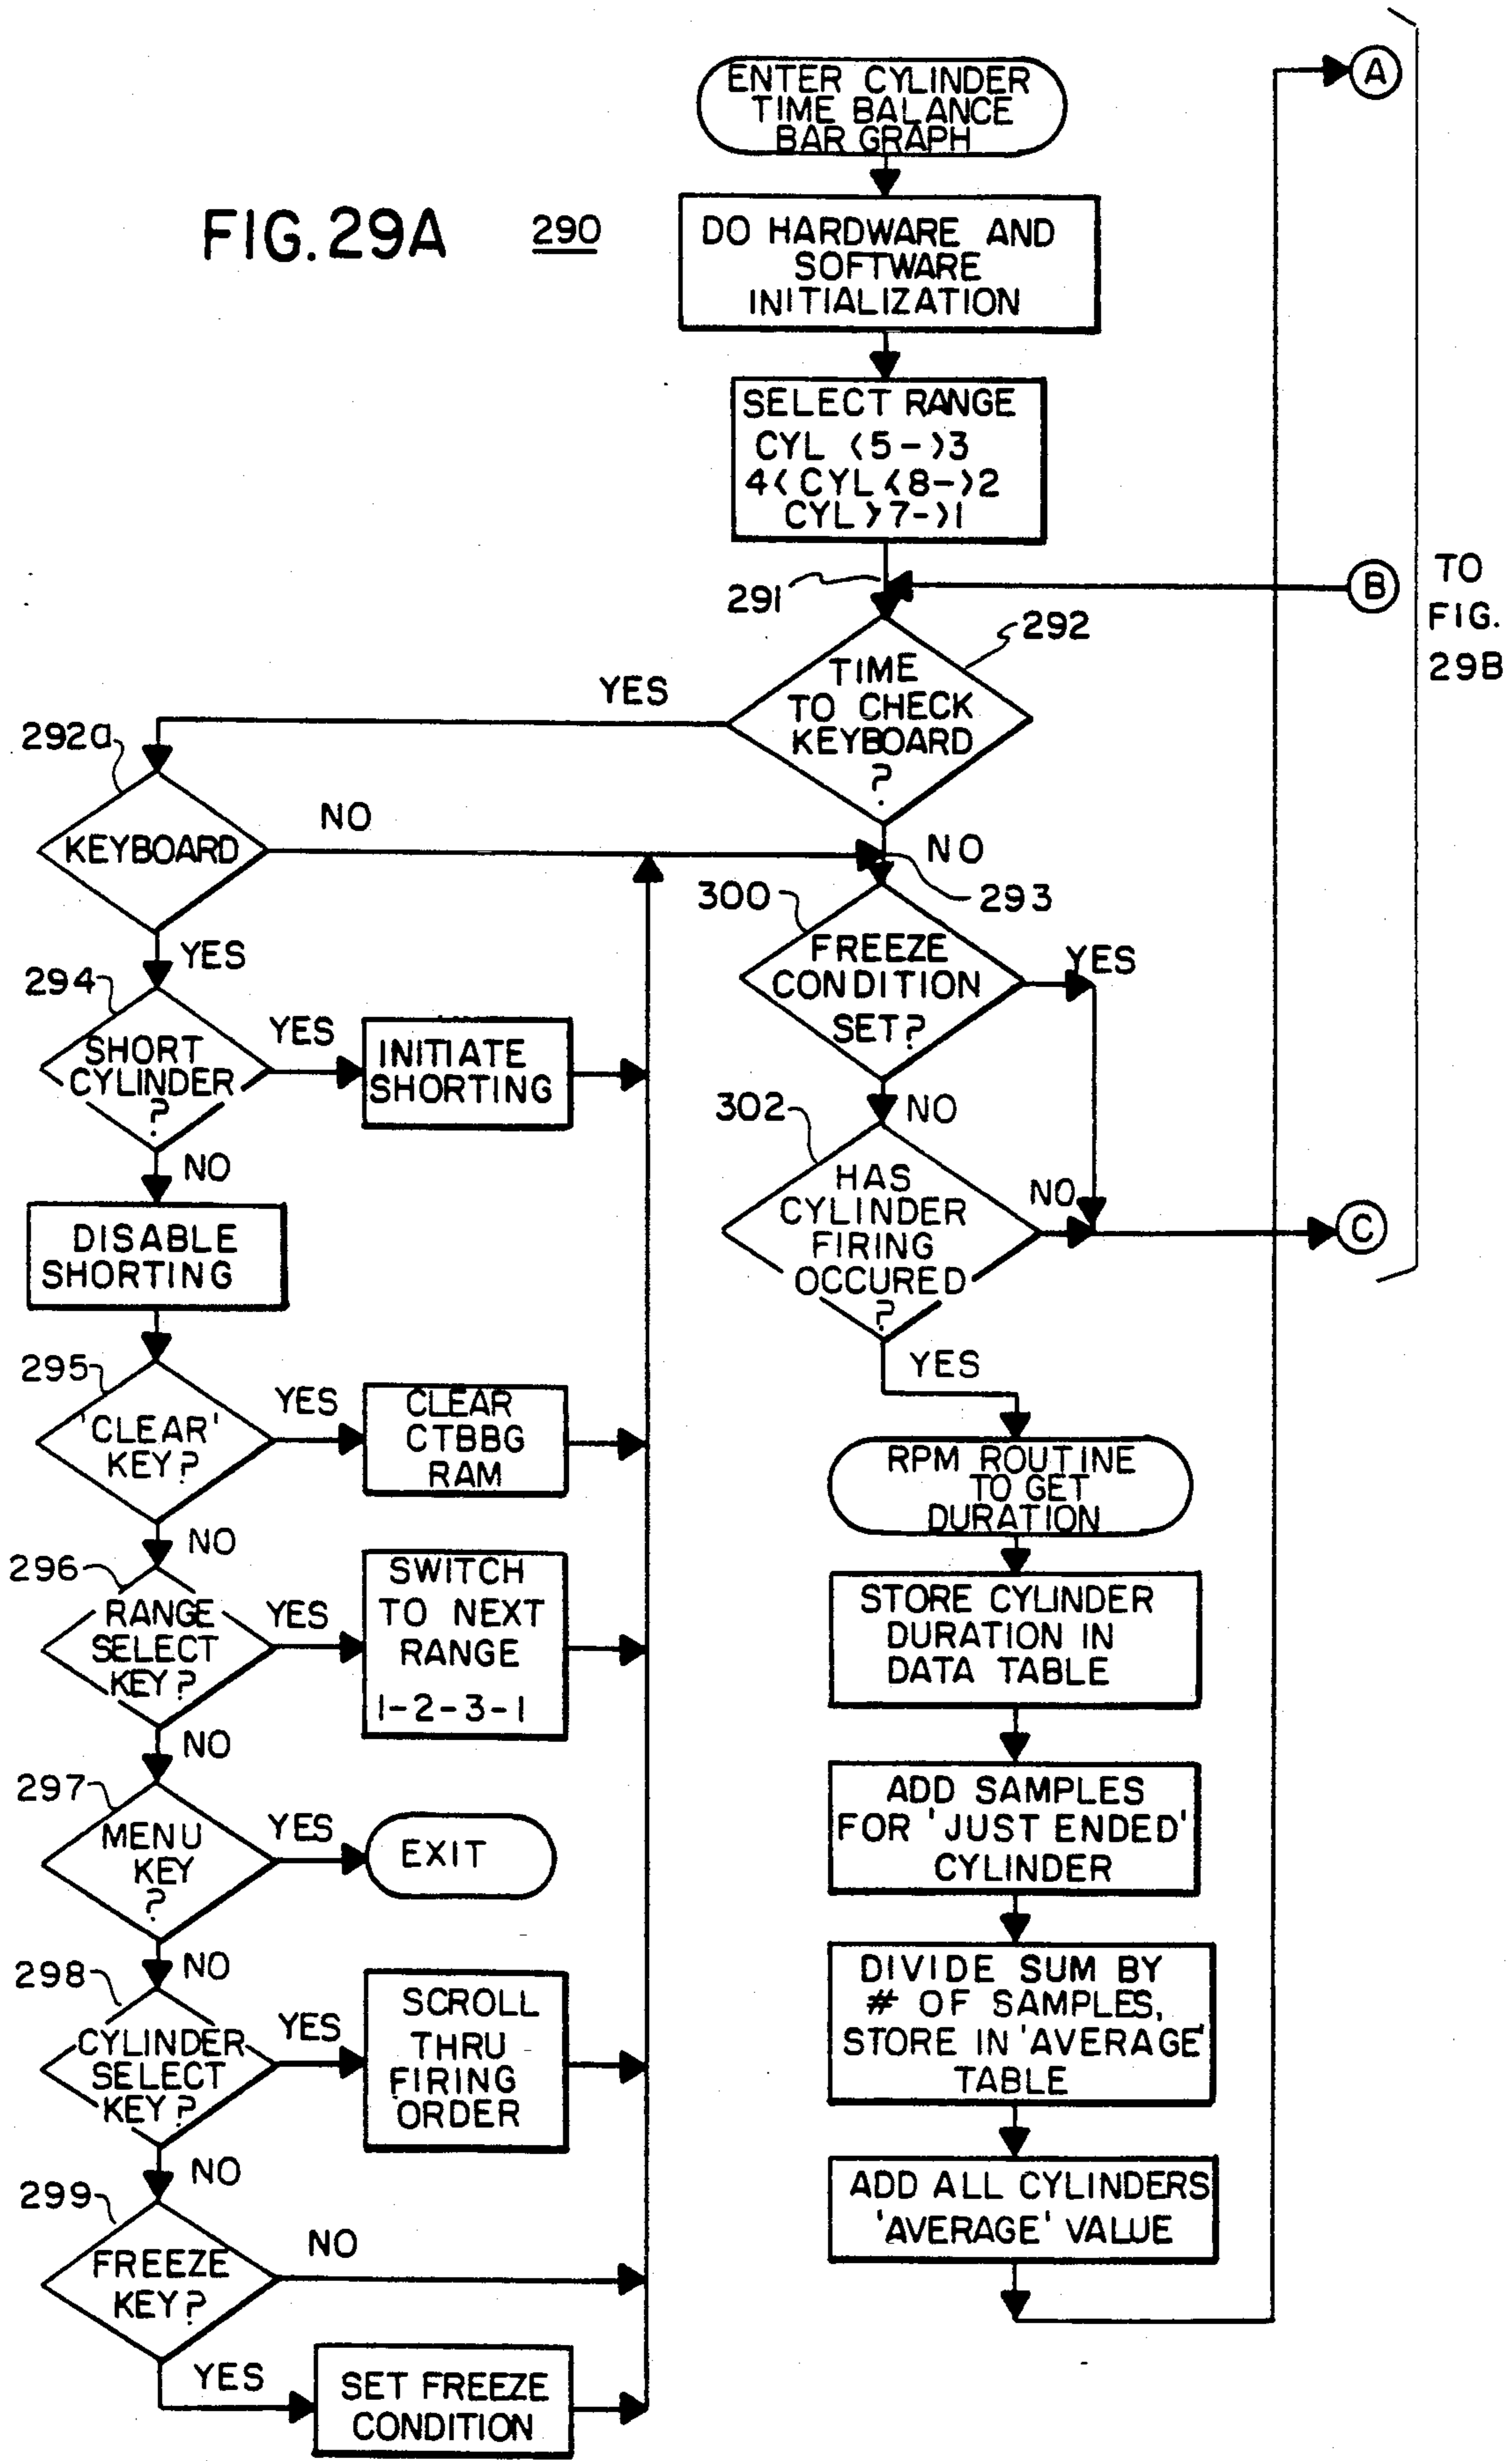 FIG. 29A
290
ENTER CYLINDER
TIME BALANCE
BAR GRAPH
DO HARDWARE AND
SOFTWARE
INITIALIZATION
SELECT RANGE
CYL <5->3
4< CYL <8->2
CYL >7->1
291
A
B
TO
FIG.
29B
292
TIME
TO CHECK
KEYBOARD
?
YES
NO
293
292a
KEYBOARD
NO
YES
294
SHORT
CYLINDER
?
YES
INITIATE
SHORTING
NO
DISABLE
SHORTING
295
'CLEAR'
KEY?
YES
CLEAR
CTBBG
RAM
NO
296
RANGE
SELECT
KEY?
YES
SWITCH
TO NEXT
RANGE
1-2-3-1
NO
297
MENU
KEY
?
YES
EXIT
NO
298
CYLINDER
SELECT
KEY?
YES
SCROLL
THRU
FIRING
ORDER
NO
299
FREEZE
KEY?
NO
YES
SET FREEZE
CONDITION
300
FREEZE
CONDITION
SET?
YES
NO
302
HAS
CYLINDER
FIRING
OCCURED
?
NO
C
YES
RPM ROUTINE
TO GET
DURATION
STORE CYLINDER
DURATION IN
DATA TABLE
ADD SAMPLES
FOR 'JUST ENDED'
CYLINDER
DIVIDE SUM BY
# OF SAMPLES,
STORE IN 'AVERAGE'
TABLE
ADD ALL CYLINDERS
'AVERAGE' VALUE